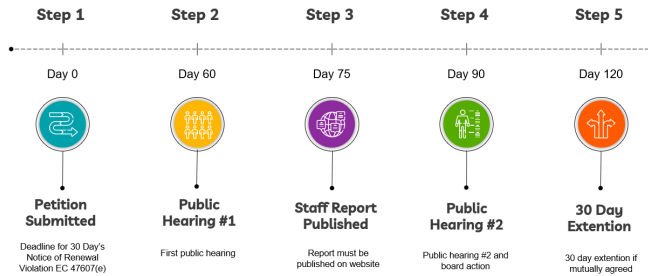 Step 1
Step 2
Step 3
Step 4
Step 5
Day 0
Day 60
Day 75
Day 90
Day 120
Petition
Submitted
Deadline for 30 Day's
Notice of Renewal
Violation EC 47607(e)
Public
Hearing #1
First public hearing
Staff Report
Published
Report must be
published on website
Public
Hearing #2
Public hearing #2 and
board action
30 Day
Extention
30 day extention if
mutually agreed